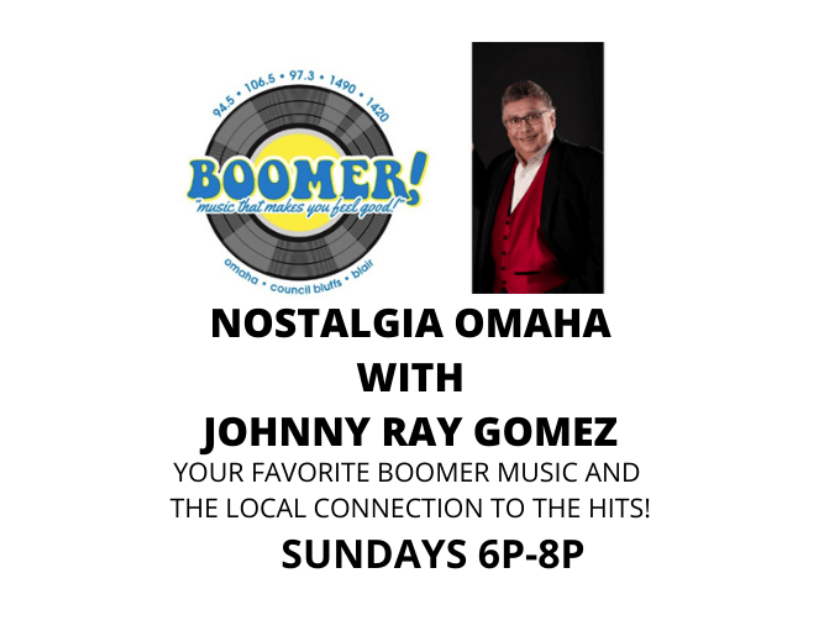 94.5 • 106.5 • 97.3 • 1490 • 1420
BOOMER!
"music that makes you feel good!"
omaha • council bluffs • blair
NOSTALGIA OMAHA
WITH
JOHNNY RAY GOMEZ
YOUR FAVORITE BOOMER MUSIC AND
THE LOCAL CONNECTION TO THE HITS!
SUNDAYS 6P-8P